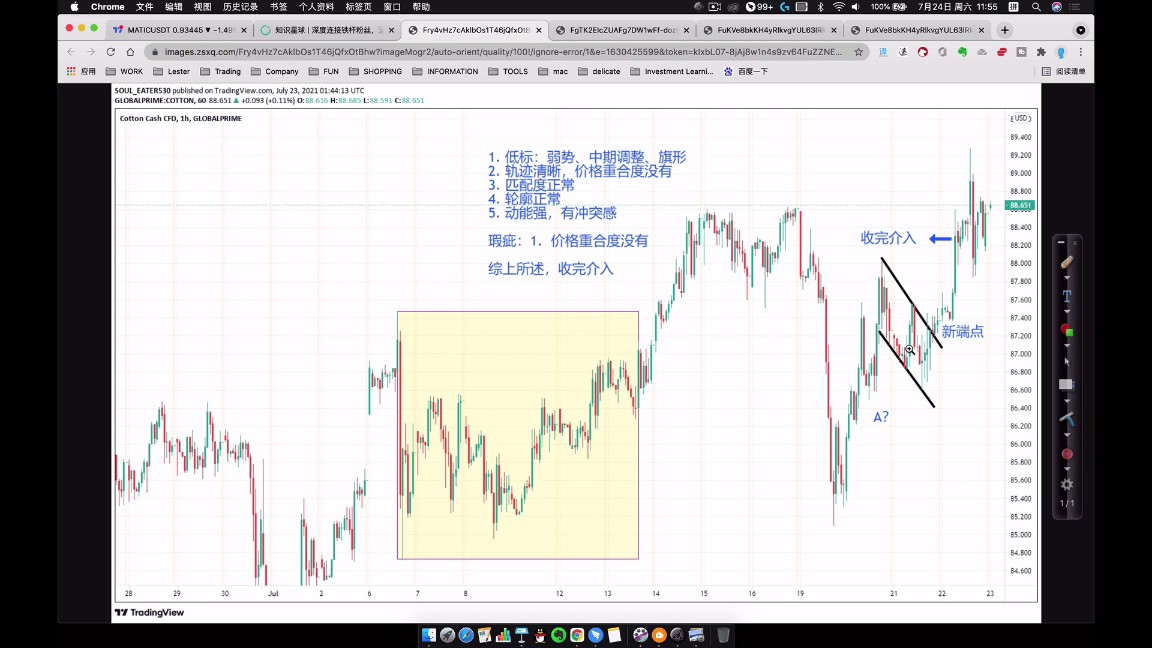 Chrome 文件 编辑 视图 历史记录 书签 个人资料 标签页 窗口 帮助 99+ 100% 7月24日 周六 11:55
MATICUSDT 0.93445 ▼ −1.48 知识星球 | 深度连接铁杆粉丝, Fry4vHz7cAkIbOs1T46jQfxOtB FgTK2ElcZUAFg7DW1wFF-doz FuKVe8bkKH4yRlkvgYUL63lRl FuKVe8bkKH4yRlkvgYUL63lRl
images.zsxq.com/Fry4vHz7cAkIbOs1T46jQfxOtBhw?imageMogr2/auto-orient/quality/100!/ignore-error/1&e=1630425599&token=kIxbL07-8jAj8w1n4s9zv64FuZZNE...
应用 WORK Lester Trading Company FUN SHOPPING INFORMATION TOOLS mac delicate Investment Learni... 百度一下 阅读清单
SOUL_EATER530 published on TradingView.com, July 23, 2021 01:44:13 UTC
GLOBALPRIME:COTTON, 60 88.651 ▲ +0.093 (+0.11%) O:88.616 H:88.685 L:88.591 C:88.651
Cotton Cash CFD, 1h, GLOBALPRIME
USD
89.400
89.200
89.000
88.800
88.651
88.400
88.200
88.000
87.800
87.600
87.400
87.200
87.000
86.800
86.600
86.400
86.200
86.000
85.800
85.600
85.400
85.200
85.000
84.800
84.600
1. 低标：弱势、中期调整、旗形
2. 轨迹清晰，价格重合度没有
3. 匹配度正常
4. 轮廓正常
5. 动能强，有冲突感
瑕疵：1. 价格重合度没有
综上所述，收完介入
收完介入
新端点
A?
28 29 30 Jul 2 6 7 8 12 13 14 15 16 19 21 22 23
TradingView
1/1